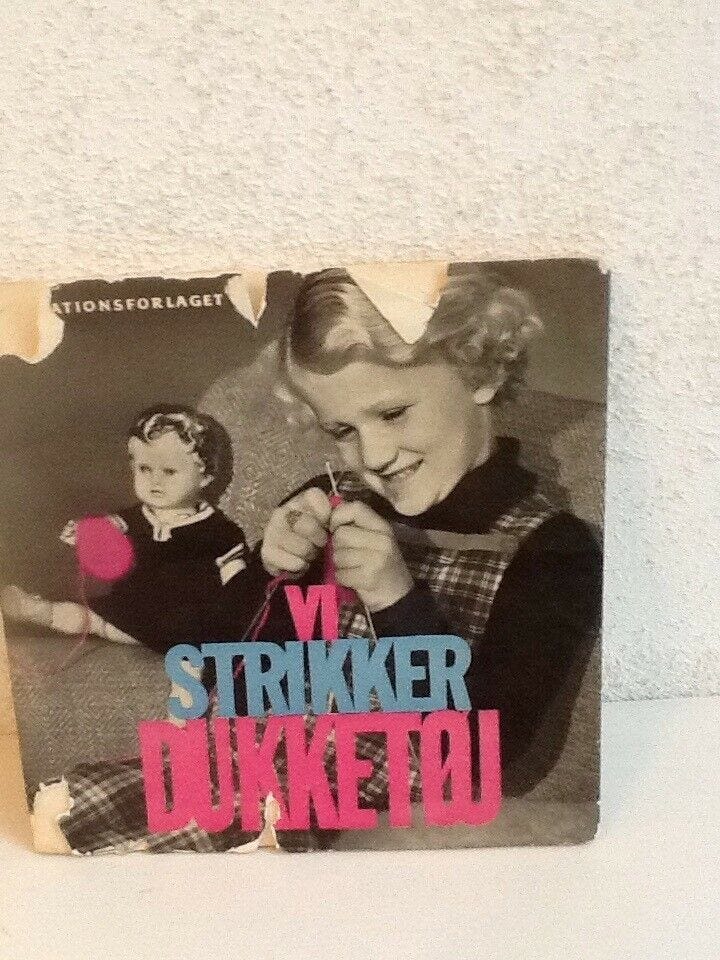 ATIONSFORLAGET
VI
STRIKKER
DUKKETØJ